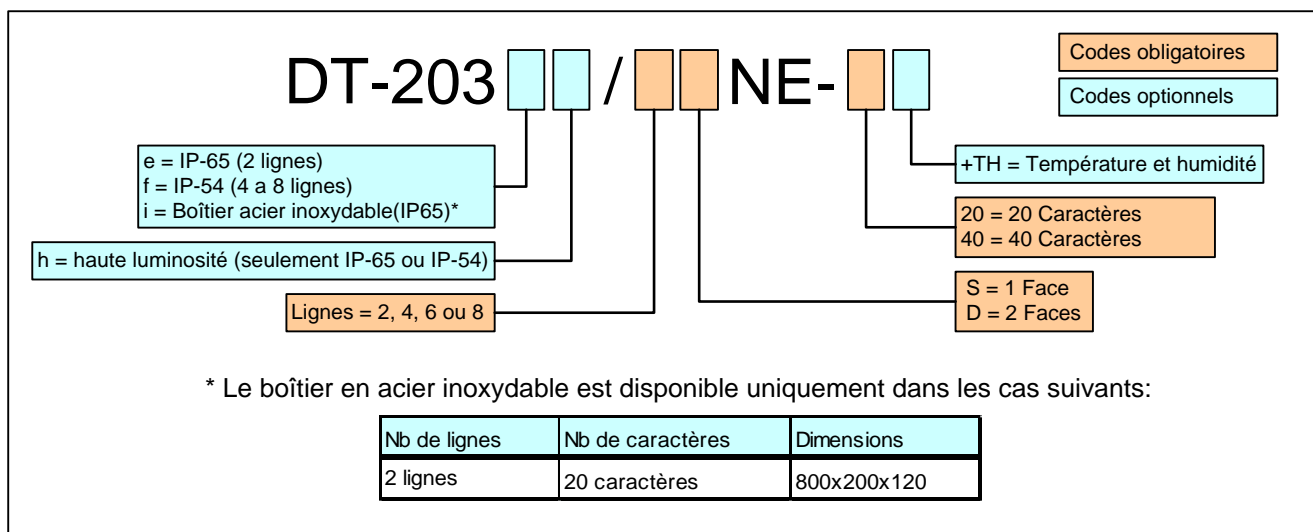 DT-203 / NE-
Codes obligatoires
Codes optionnels
e = IP-65 (2 lignes)
f = IP-54 (4 a 8 lignes)
i = Boîtier acier inoxydable(IP65)*
+TH = Température et humidité
20 = 20 Caractères
40 = 40 Caractères
h = haute luminosité (seulement IP-65 ou IP-54)
S = 1 Face
D = 2 Faces
Lignes = 2, 4, 6 ou 8
* Le boîtier en acier inoxydable est disponible uniquement dans les cas suivants:
Nb de lignes Nb de caractères Dimensions
2 lignes 20 caractères 800x200x120